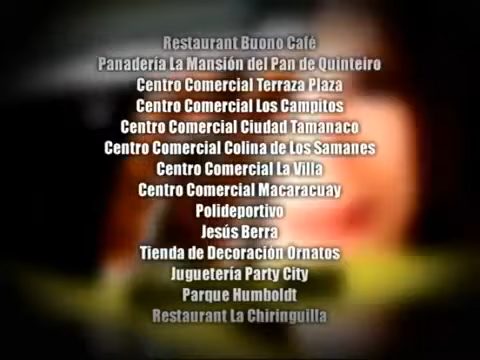 Restaurant Buono Café
Panadería La Mansión del Pan de Quinteiro
Centro Comercial Terraza Plaza
Centro Comercial Los Campitos
Centro Comercial Ciudad Tamanaco
Centro Comercial Colina de Los Samanes
Centro Comercial La Villa
Centro Comercial Macaracuay
Polideportivo
Jesús Berra
Tienda de Decoración Ornatos
Juguetería Party City
Parque Humboldt
Restaurant La Chiringuilla